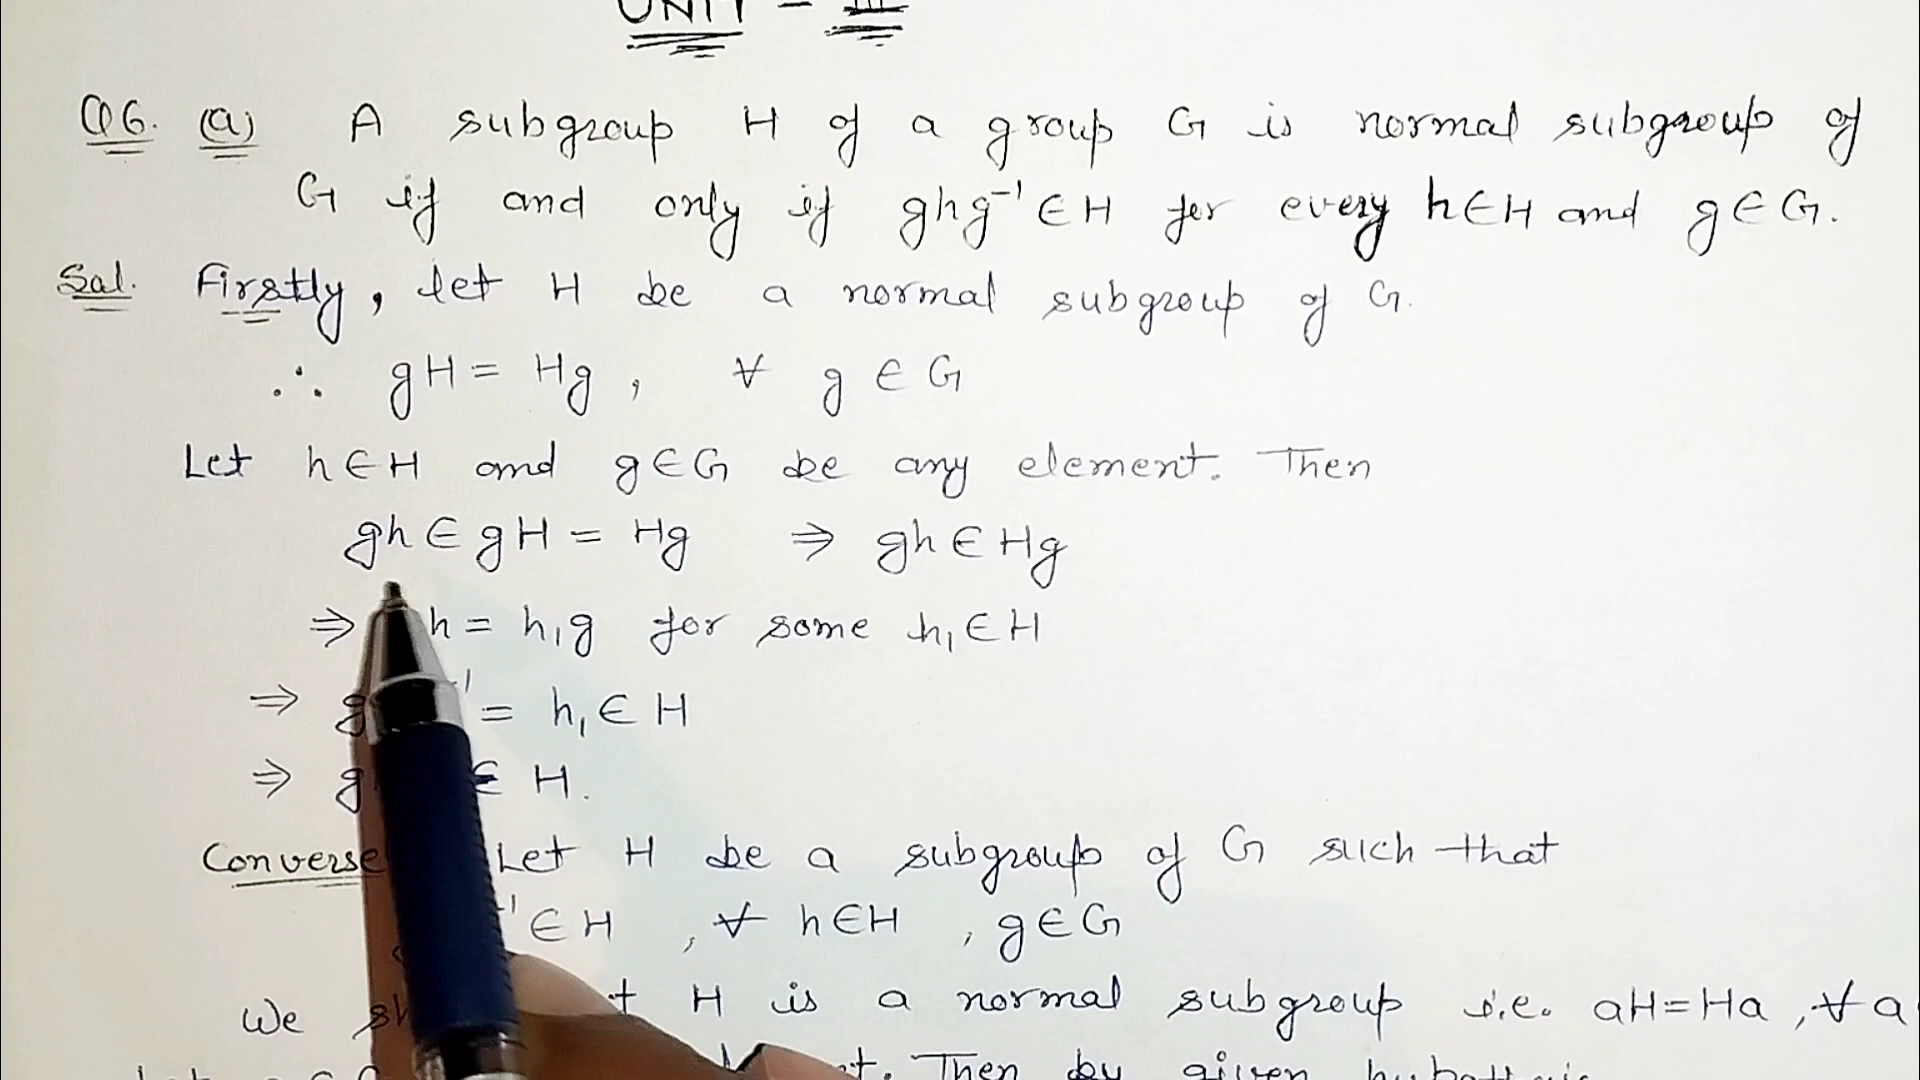 UNIT - III
Q6. (a) A subgroup H of a group G is normal subgroup of
G if and only if ghg⁻¹ ∈ H for every h∈H and g∈G.
Sol. Firstly, let H be a normal subgroup of G.
∴ gH = Hg, ∀ g ∈ G
Let h∈H and g∈G be any element. Then
gh ∈ gH = Hg ⇒ gh ∈ Hg
⇒ h = h₁g for some h₁∈H
⇒ g ⁻¹ = h₁ ∈ H
⇒ g ∈ H.
Converse Let H be a subgroup of G such that
⁻¹ ∈ H, ∀ h∈H, g∈G
We H is a normal subgroup i.e. aH=Ha, ∀ a
Then by given